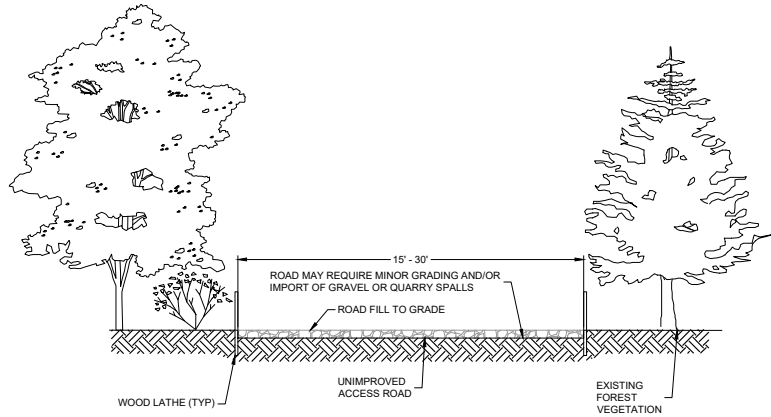 15' - 30'
ROAD MAY REQUIRE MINOR GRADING AND/OR
IMPORT OF GRAVEL OR QUARRY SPALLS
ROAD FILL TO GRADE
WOOD LATHE (TYP)
UNIMPROVED
ACCESS ROAD
EXISTING
FOREST
VEGETATION